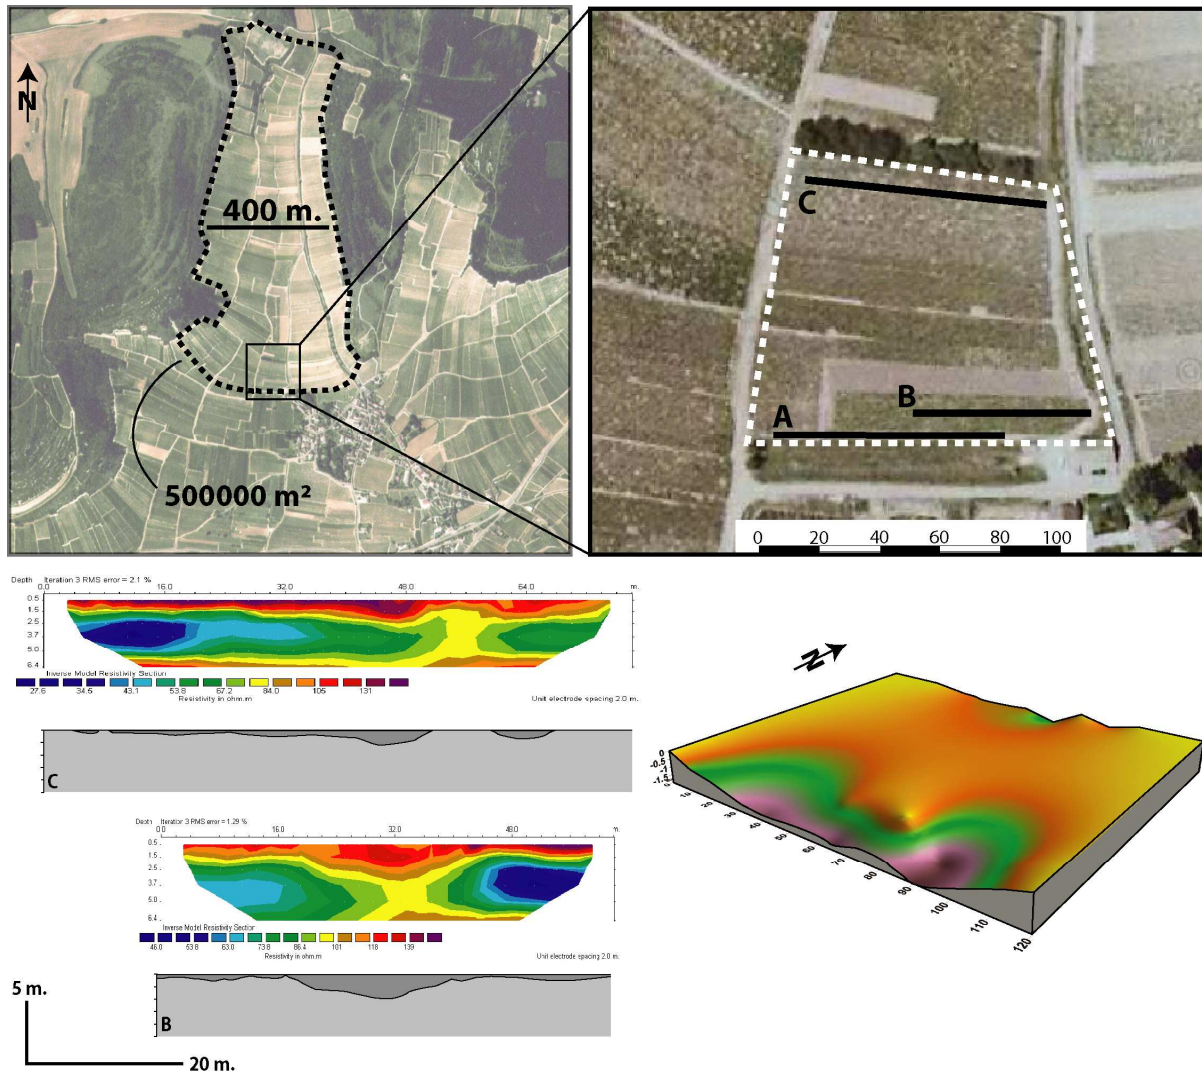 N
400 m.
500000 m²
C
B
A
0 20 40 60 80 100
Depth Iteration 3 RMS error = 2.1 %
0.0 16.0 32.0 48.0 64.0 m.
0.5
1.5
2.5
3.7
5.0
6.4
Inverse Model Resistivity Section
27.6 34.5 43.1 53.8 67.2 84.0 105 131
Resistivity in ohm.m
Unit electrode spacing 2.0 m.
C
Depth Iteration 3 RMS error = 1.29 %
0.0 16.0 32.0 48.0 m.
0.5
1.5
2.5
3.7
5.0
6.4
Inverse Model Resistivity Section
46.0 53.8 63.0 73.8 86.4 101 118 139
Resistivity in ohm.m
Unit electrode spacing 2.0 m.
B
5 m.
20 m.
N
0
-0.5
-1
-1.5
10 20 30 40 50 60 70 80 90 100 110 120
©